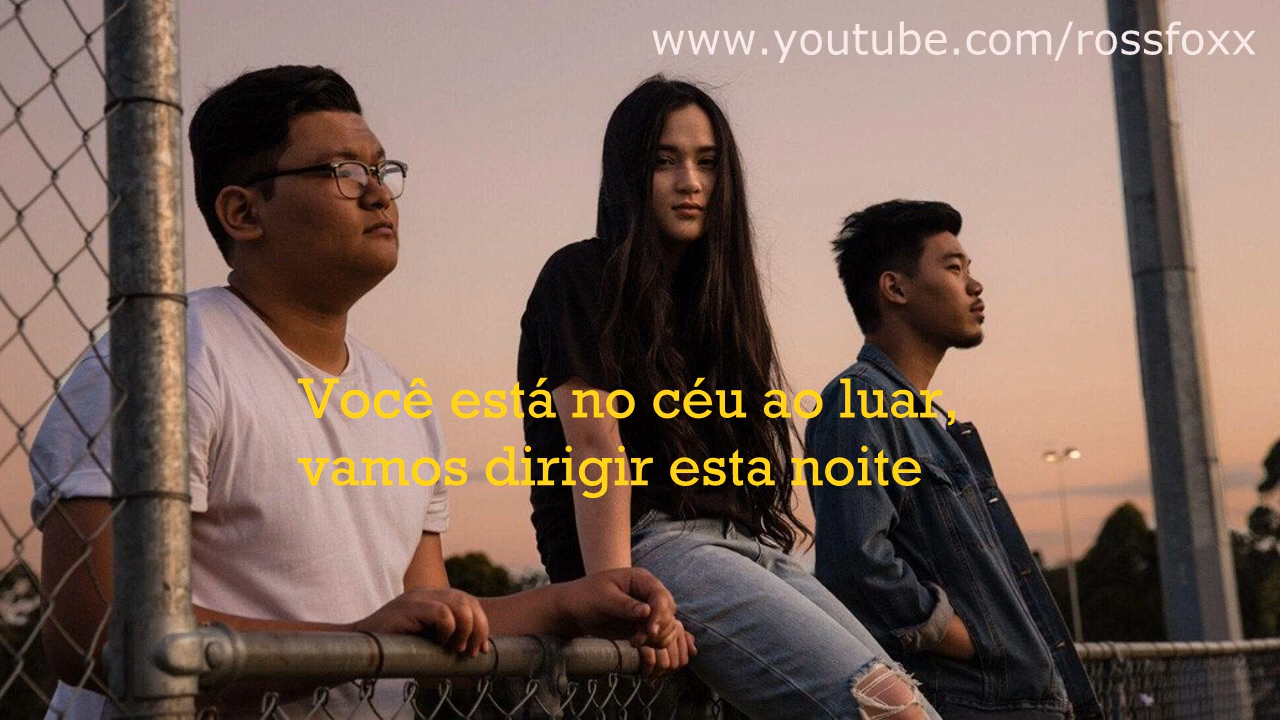 www.youtube.com/rossfoxx
Você está no céu ao luar,
vamos dirigir esta noite